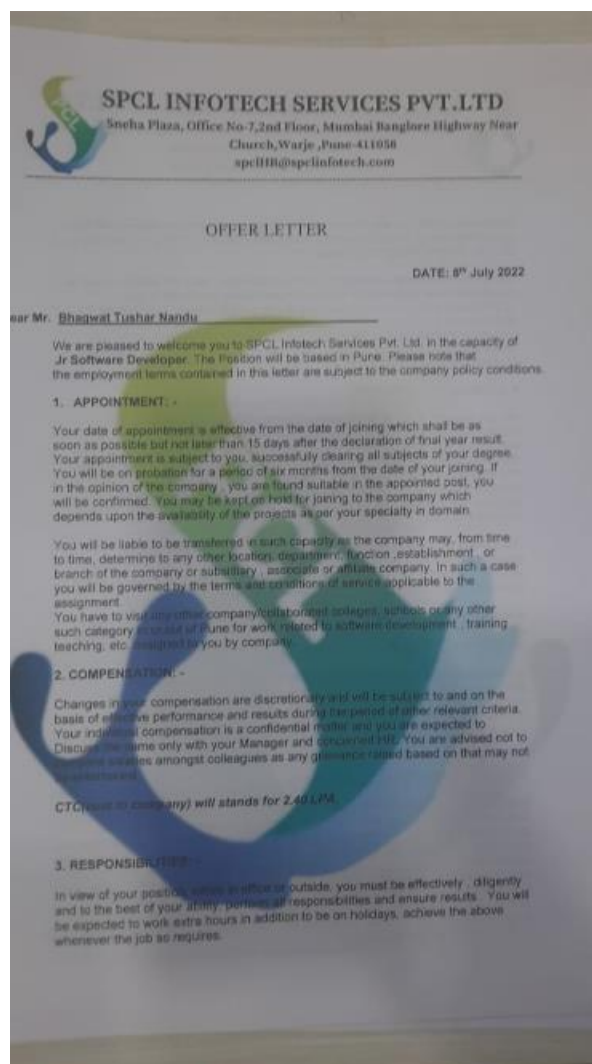 SPCL
SPCL INFOTECH SERVICES PVT.LTD
Sneha Plaza, Office No-7,2nd Floor, Mumbai Banglore Highway Near
Church,Warje ,Pune-411058
spclHR@spclinfotech.com
OFFER LETTER
DATE: 8th July 2022
ear Mr. Bhagwat Tushar Nandu
We are pleased to welcome you to SPCL Infotech Services Pvt. Ltd. in the capacity of
Jr Software Developer. The Position will be based in Pune. Please note that
the employment terms contained in this letter are subject to the company policy conditions.
1. APPOINTMENT: -
Your date of appointment is effective from the date of joining which shall be as
soon as possible but not later than 15 days after the declaration of final year result.
Your appointment is subject to you, successfully clearing all subjects of your degree.
You will be on probation for a period of six months from the date of your joining. If
in the opinion of the company , you are found suitable in the appointed post, you
will be confirmed. You may be kept on hold for joining to the company which
depends upon the availability of the projects as per your specialty in domain.
You will be liable to be transferred in such capacity as the company may, from time
to time, determine to any other location, department, function ,establishment , or
branch of the company or subsidiary , associate or affiliate company. In such a case
you will be governed by the terms and conditions of service applicable to the
assignment.
You have to visit any other company/collaborated colleges, schools or any other
such category in/out of Pune for work related to software development , training
teaching, etc. assigned to you by company.
2. COMPENSATION: -
Changes in your compensation are discretionary and will be subject to and on the
basis of effective performance and results during the period of other relevant criteria.
Your individual compensation is a confidential matter and you are expected to
Discuss the same only with your Manager and concerned HR. You are advised not to
salaries amongst colleagues as any grievance raised based on that may not
CTC(cost to company) will stands for 2.40 LPA.
3. RESPONSIBILITIES: -
In view of your position, within in office or outside, you must be effectively , diligently
and to the best of your ability, perform all responsibilities and ensure results . You will
be expected to work extra hours in addition to be on holidays, achieve the above
whenever the job so requires.